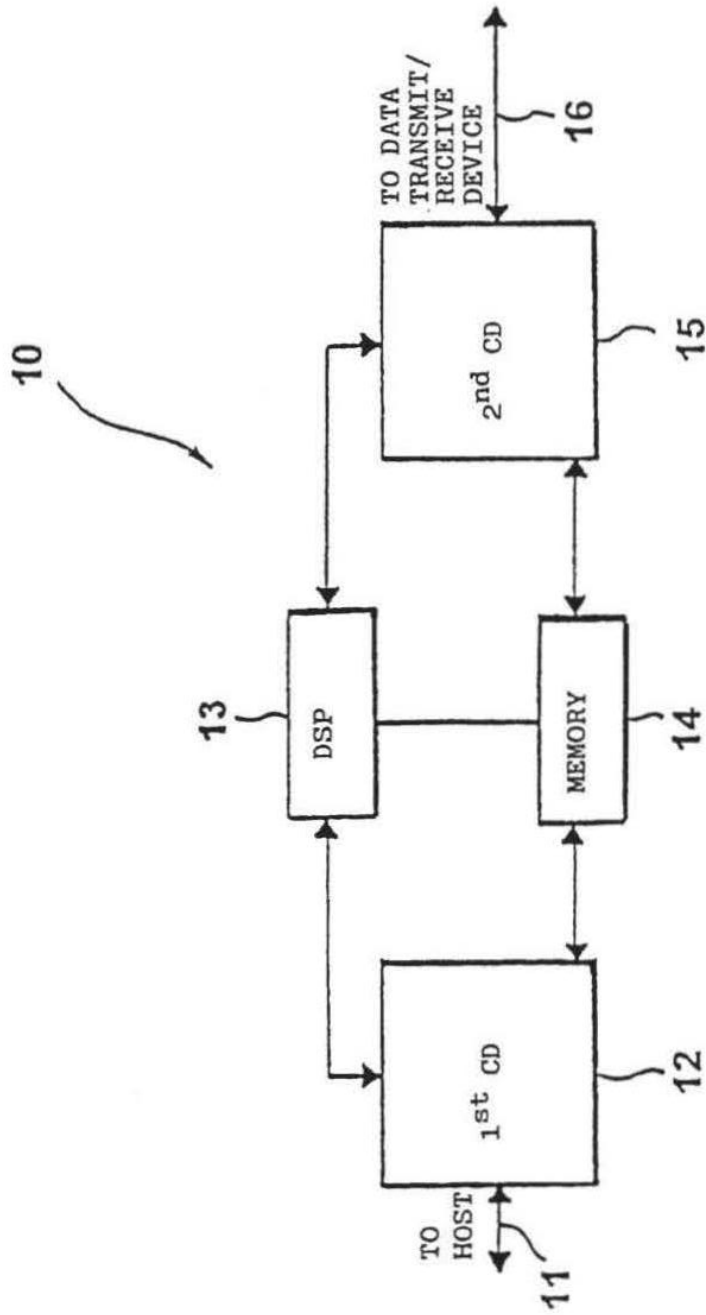 10
13
DSP
TO DATA
TRANSMIT/
RECEIVE
DEVICE
16
TO
HOST
11
1st CD
12
MEMORY
14
2nd CD
15